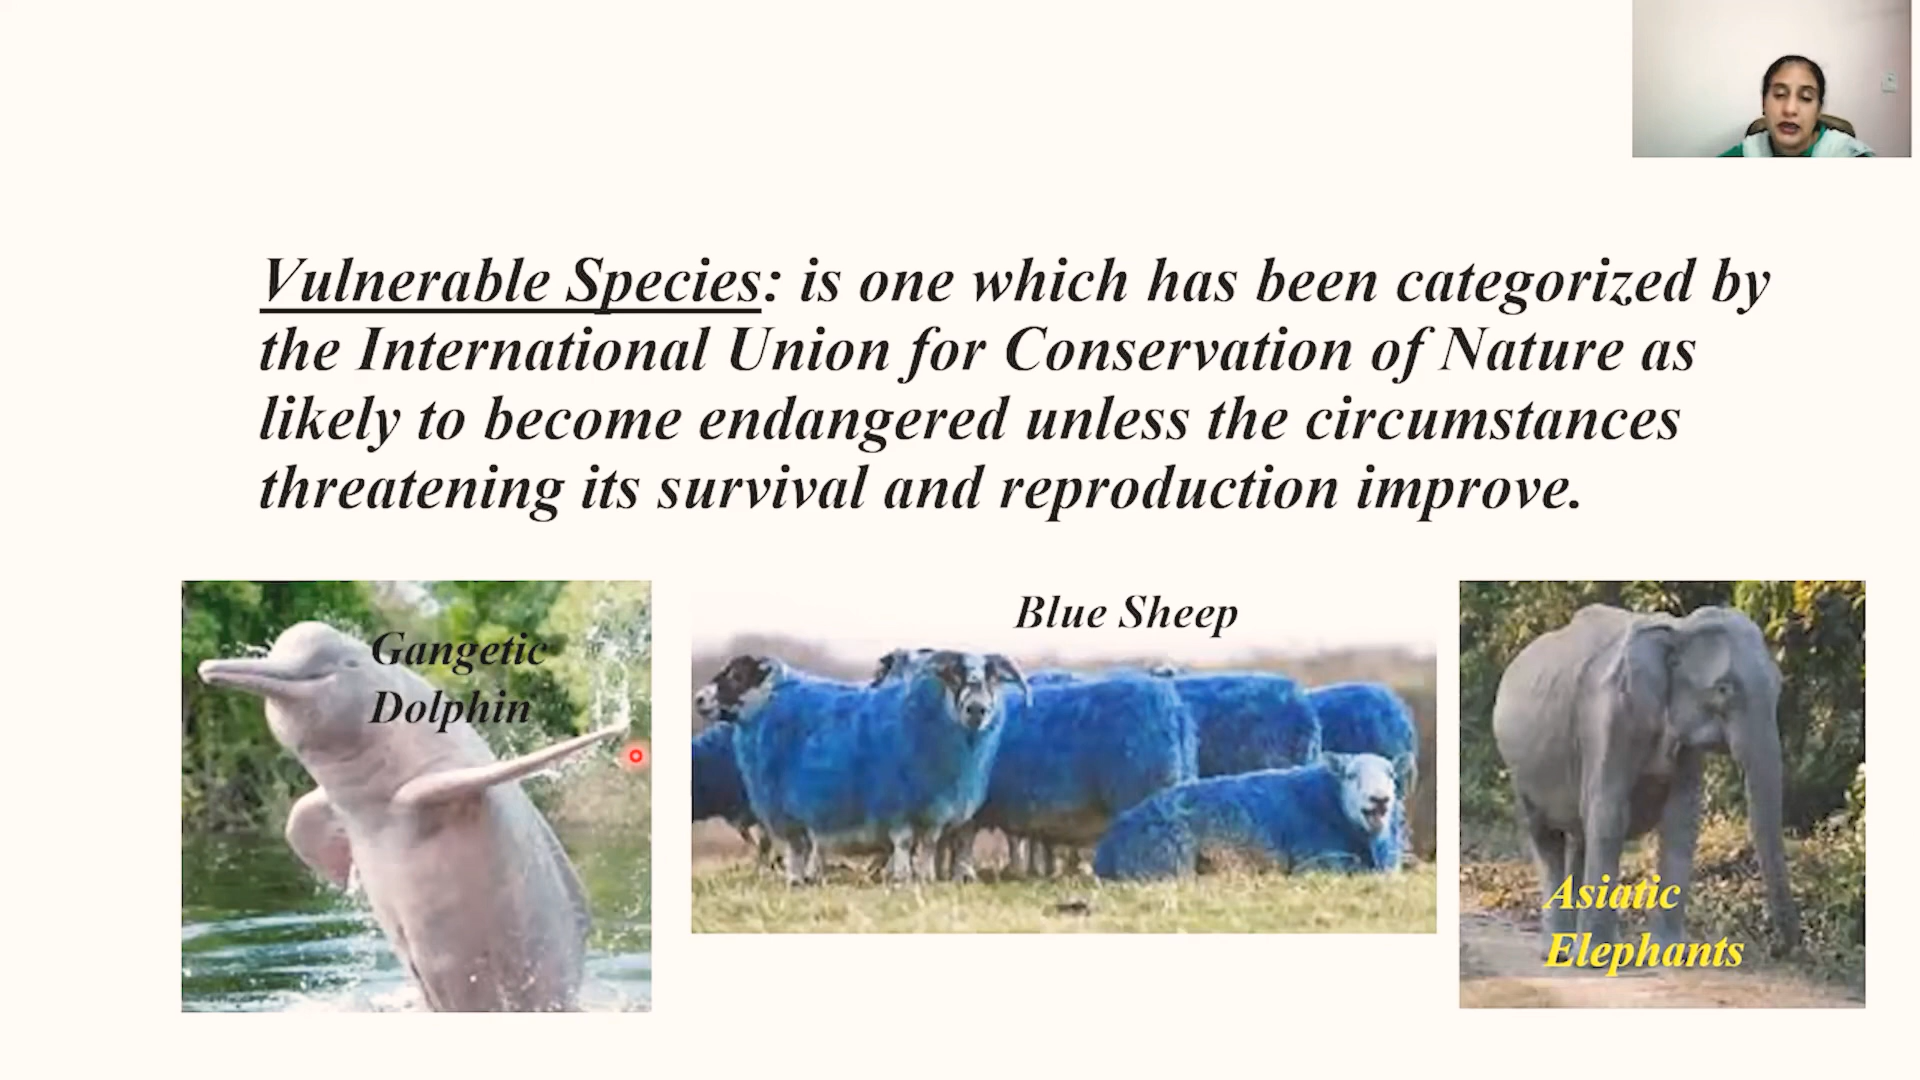 Vulnerable Species: is one which has been categorized by
the International Union for Conservation of Nature as
likely to become endangered unless the circumstances
threatening its survival and reproduction improve.
Gangetic
Dolphin
Blue Sheep
Asiatic
Elephants